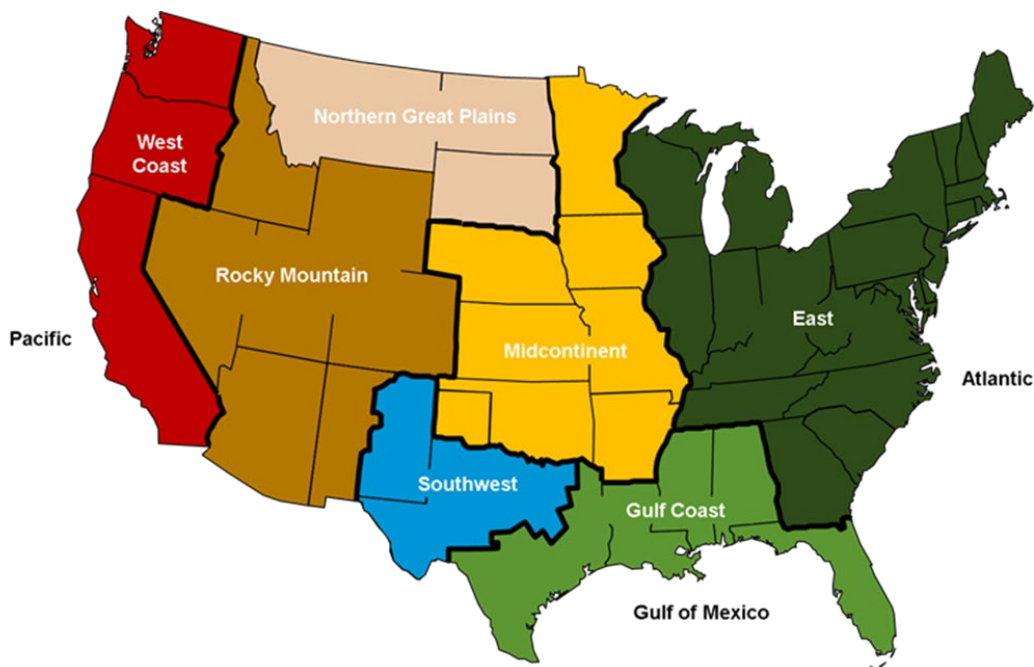 Northern Great Plains
West
Coast
Rocky Mountain
East
Pacific
Midcontinent
Atlantic
Southwest
Gulf Coast
Gulf of Mexico